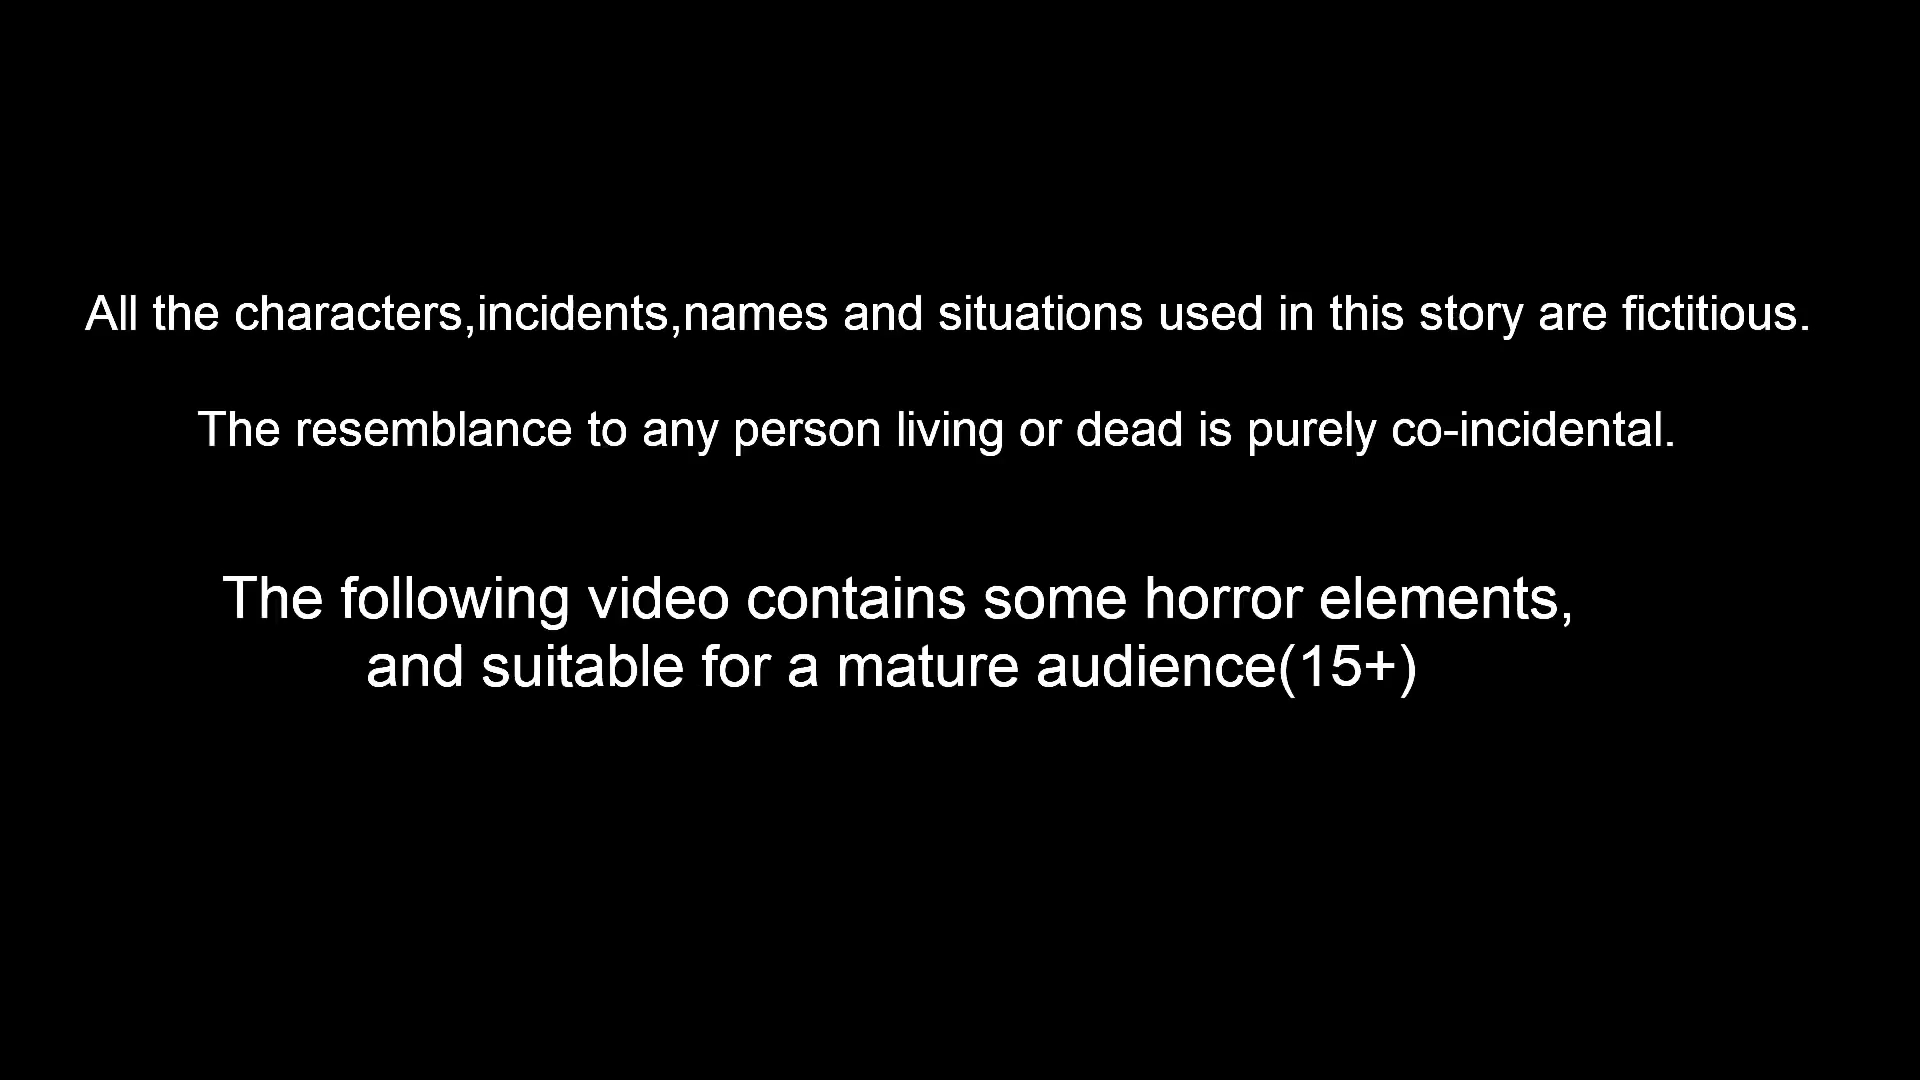 All the characters,incidents,names and situations used in this story are fictitious.
The resemblance to any person living or dead is purely co-incidental.
The following video contains some horror elements,
and suitable for a mature audience(15+)